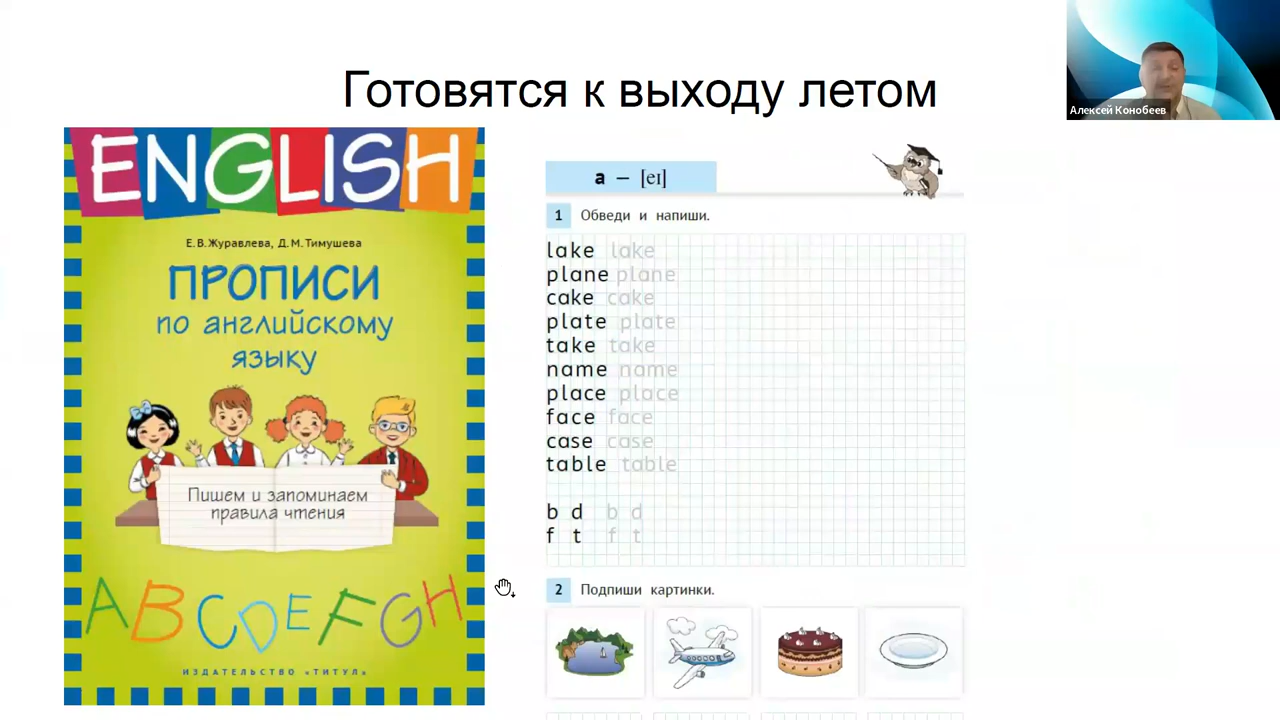 Готовятся к выходу летом
Алексей Конобеев
ENGLISH
Е. В. Журавлева, Д. М. Тимушева
ПРОПИСИ
по английскому
языку
Пишем и запоминаем
правила чтения
A B C D E F G H
ИЗДАТЕЛЬСТВО «ТИТУЛ»
a – [eɪ]
1 Обведи и напиши.
lake lake
plane plane
cake cake
plate plate
take take
name name
place place
face face
case case
table table
b d b d
f t f t
2 Подпиши картинки.